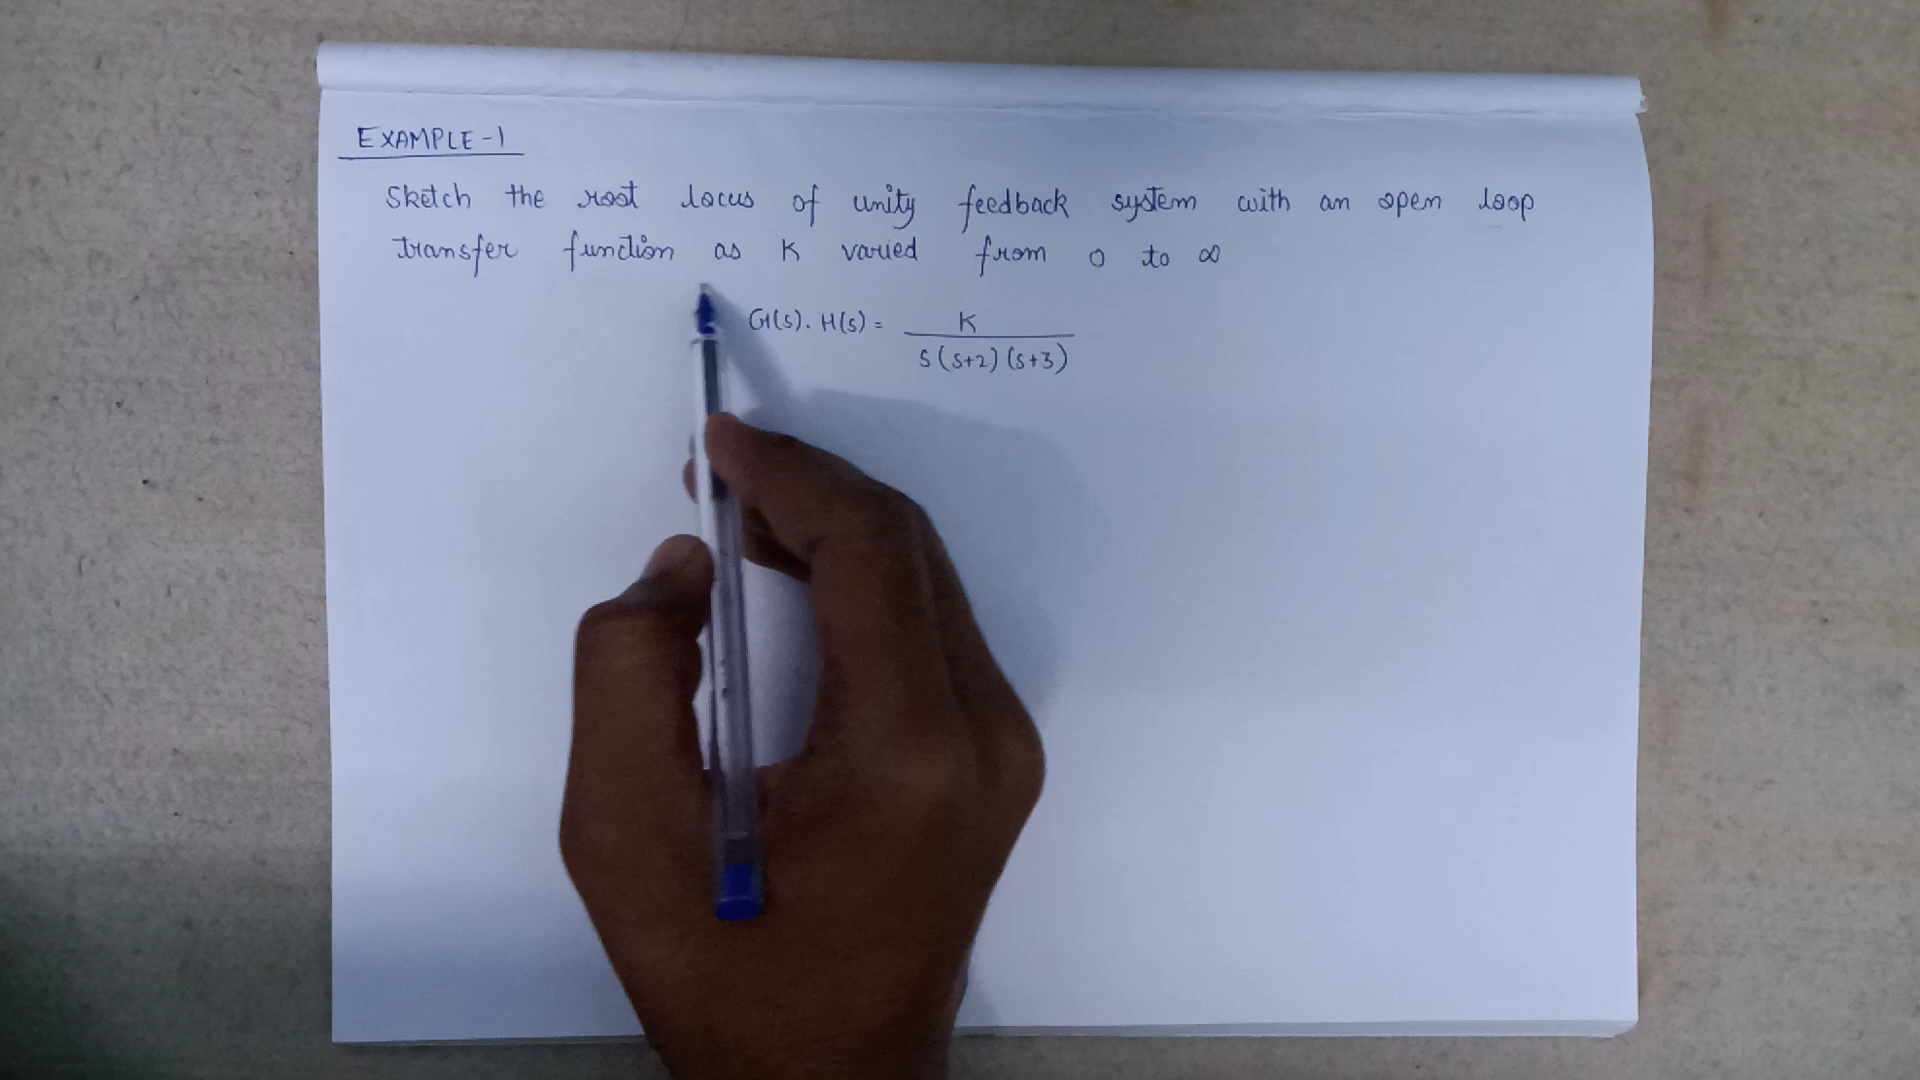 EXAMPLE-1
Sketch the root locus of unity feedback system with an open loop
transfer function as K varied from 0 to ∞
G(s). H(s) = K
s(s+2)(s+3)